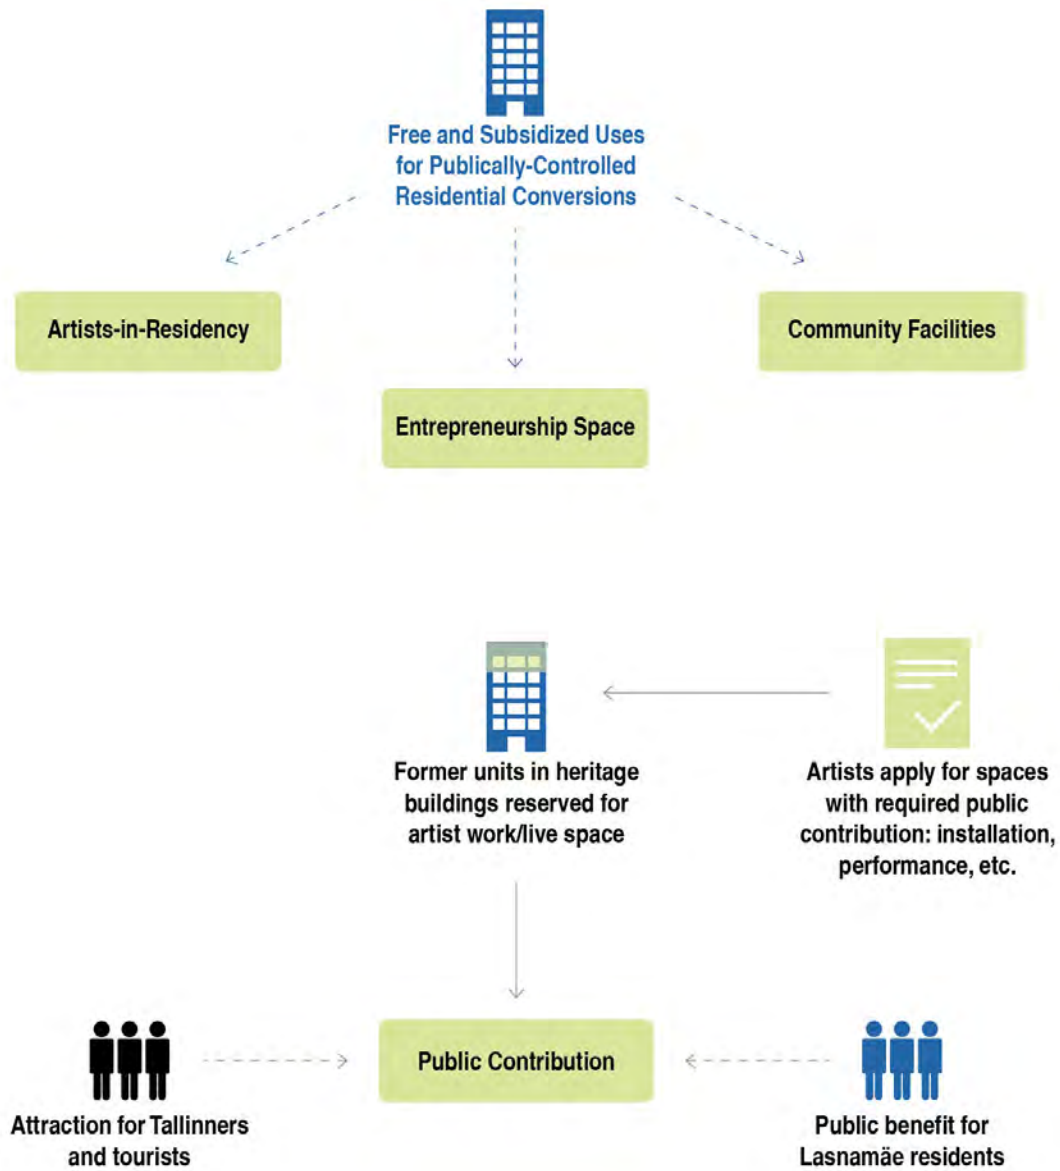 Free and Subsidized Uses
for Publically-Controlled
Residential Conversions
Artists-in-Residency
Community Facilities
Entrepreneurship Space
Former units in heritage
buildings reserved for
artist work/live space
Artists apply for spaces
with required public
contribution: installation,
performance, etc.
Public Contribution
Attraction for Tallinners
and tourists
Public benefit for
Lasnamäe residents